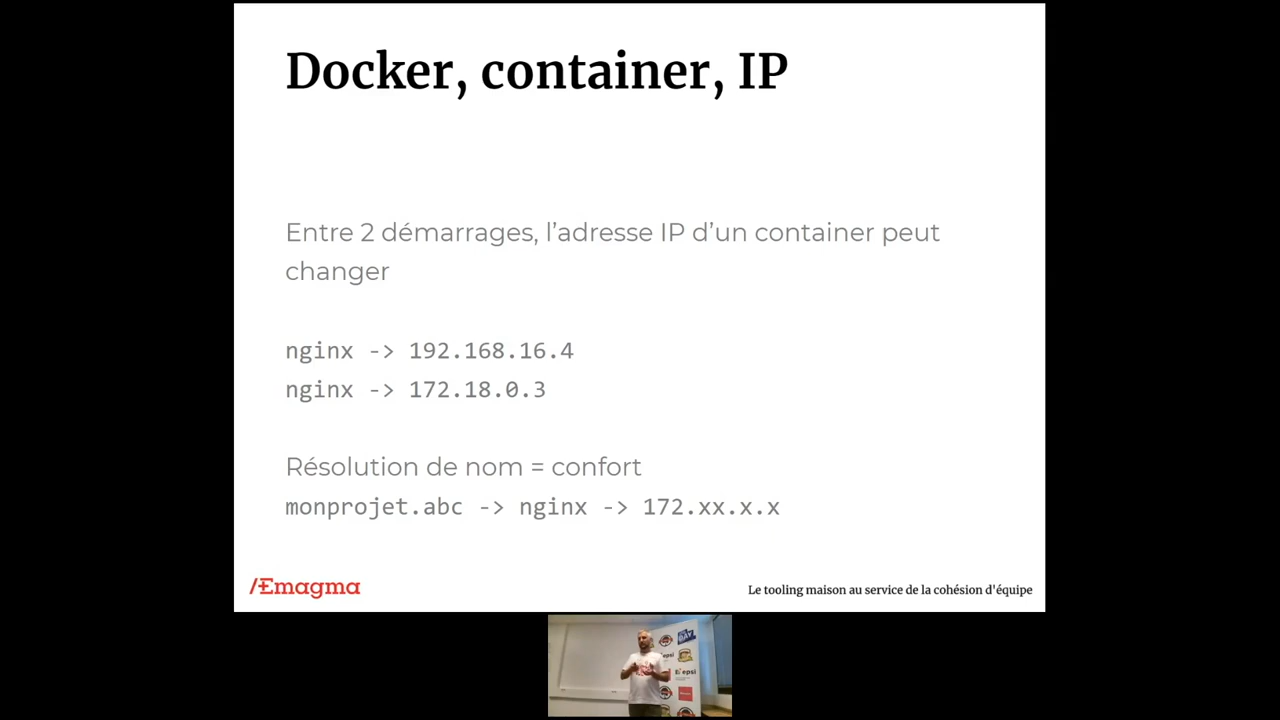 Docker, container, IP
Entre 2 démarrages, l’adresse IP d’un container peut
changer
nginx -> 192.168.16.4
nginx -> 172.18.0.3
Résolution de nom = confort
monprojet.abc -> nginx -> 172.xx.x.x
/Emagma
Le tooling maison au service de la cohésion d'équipe
epsi